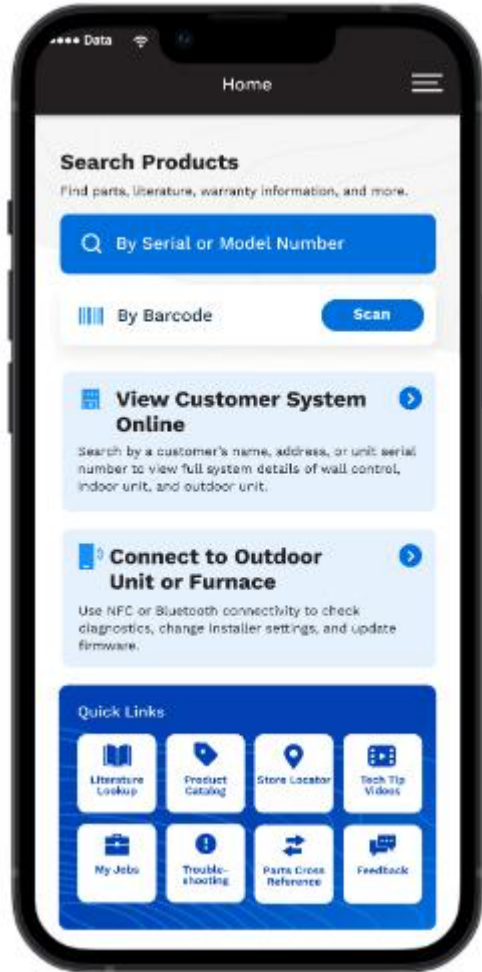 Data
Home
Search Products
Find parts, literature, warranty information, and more.
By Serial or Model Number
By Barcode
Scan
View Customer System
Online
Search by a customer's name, address, or unit serial
number to view full system details of wall control,
indoor unit, and outdoor unit.
Connect to Outdoor
Unit or Furnace
Use NFC or Bluetooth connectivity to check
diagnostics, change installer settings, and update
firmware.
Quick Links
Literature
Lookup
Product
Catalog
Store Locator
Tech Tip
Videos
My Jobs
Trouble-
shooting
Parts Cross
Reference
Feedback